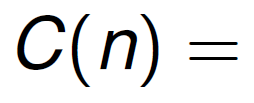 C(n) =